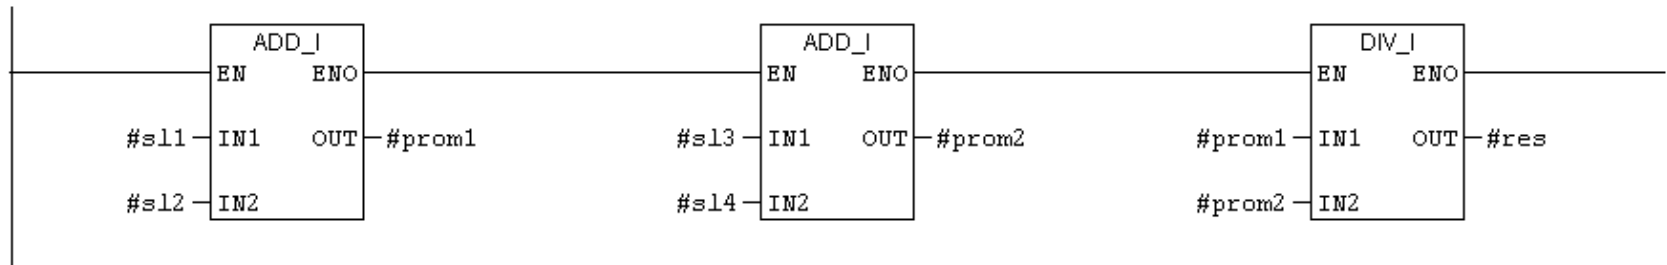 ADD_I ADD_I DIV_I
EN ENO EN ENO EN ENO
#sl1 IN1 OUT #prom1 #sl3 IN1 OUT #prom2 #prom1 IN1 OUT #res
#sl2 IN2 #sl4 IN2 #prom2 IN2